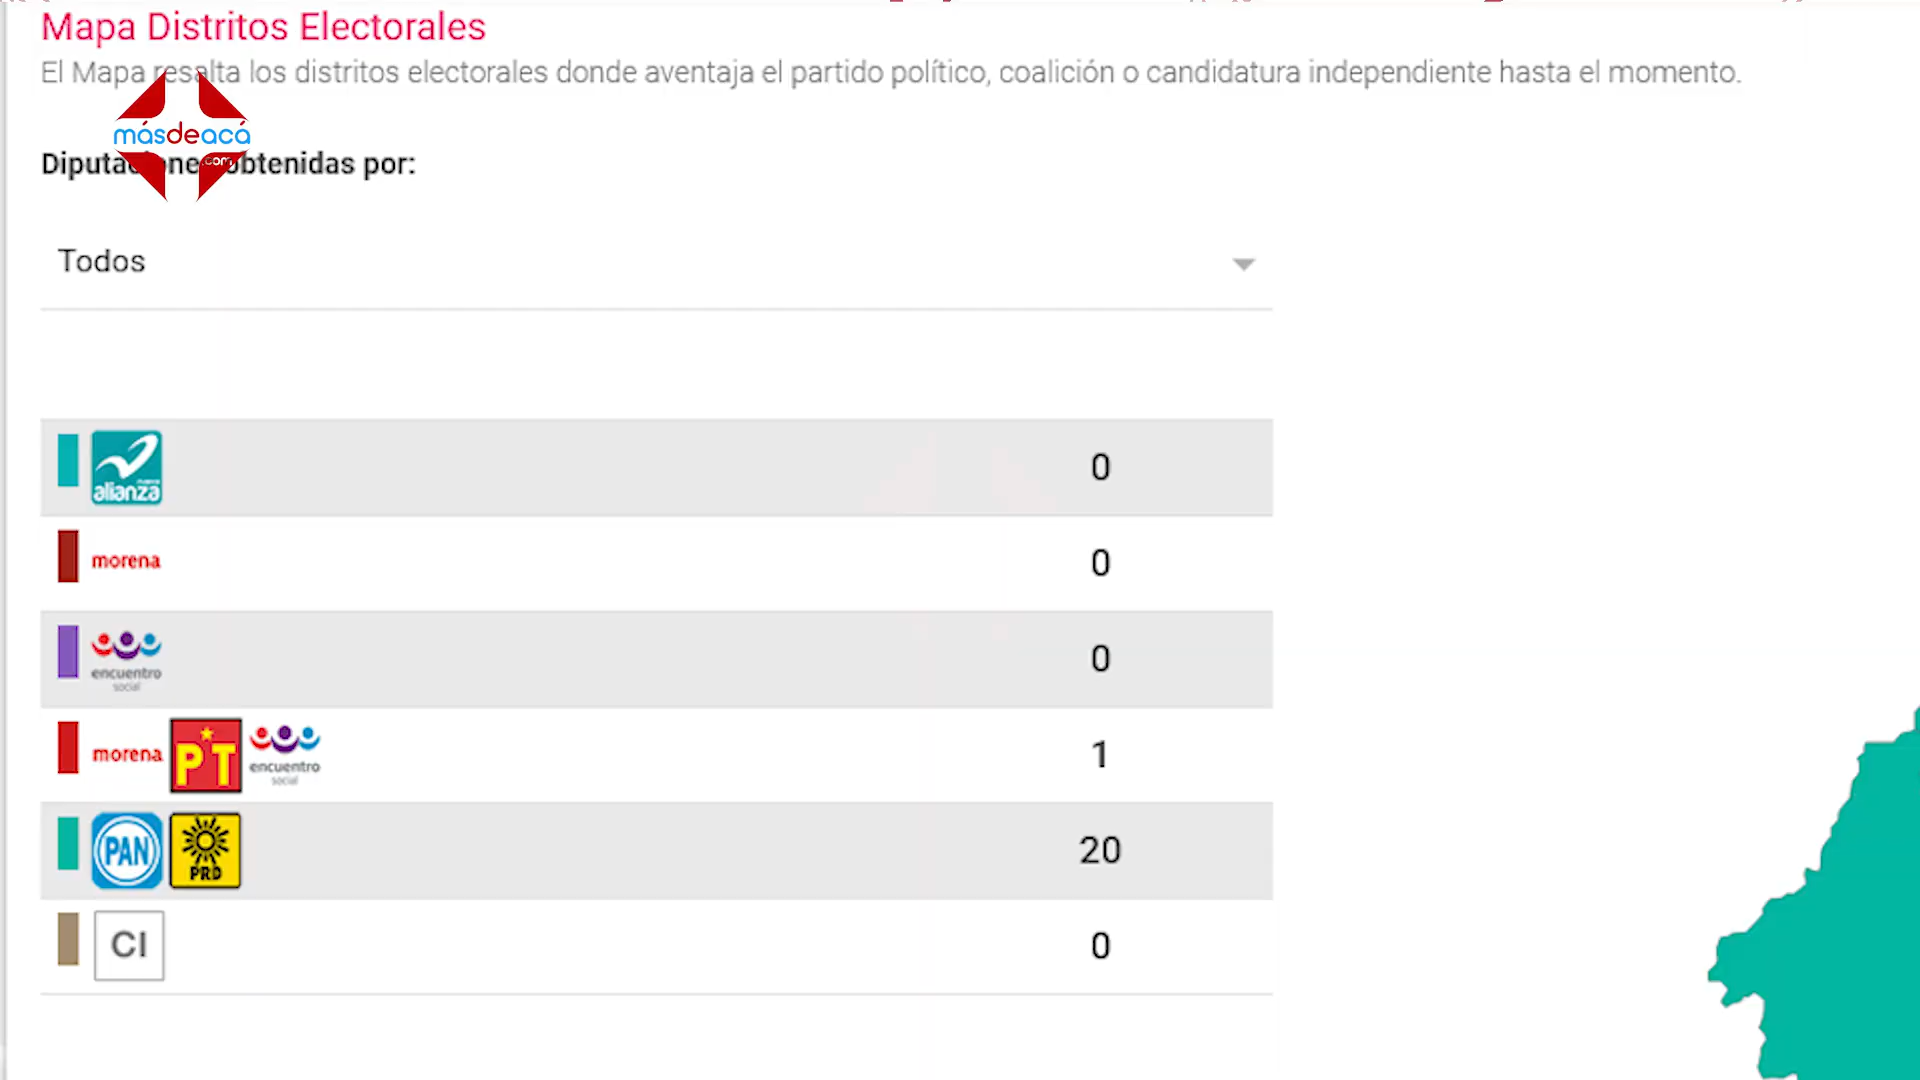 Mapa Distritos Electorales
El Mapa resalta los distritos electorales donde aventaja el partido político, coalición o candidatura independiente hasta el momento.
másdeacá
.com
Diputaciones obtenidas por:
Todos
nueva
alianza
0
morena
0
encuentro
social
0
morena PT encuentro
social
1
PAN PRD
20
CI
0